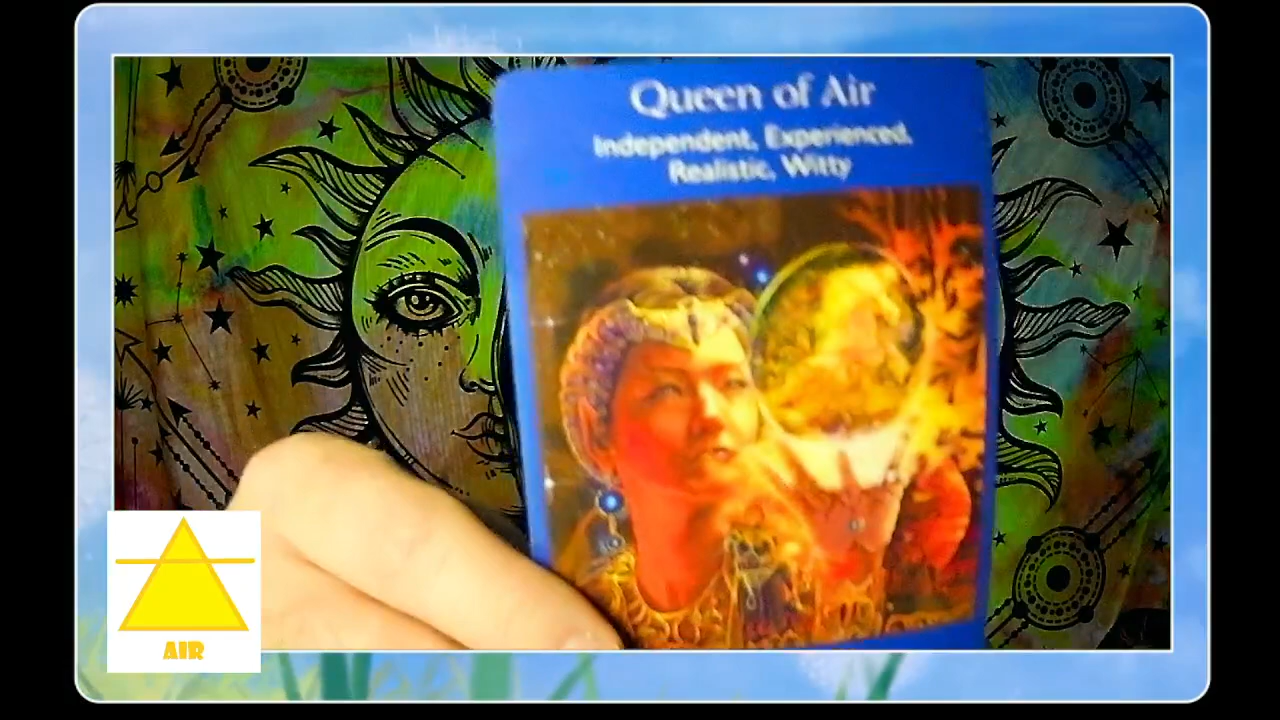 Queen of Air
Independent, Experienced,
Realistic, Witty
AIR